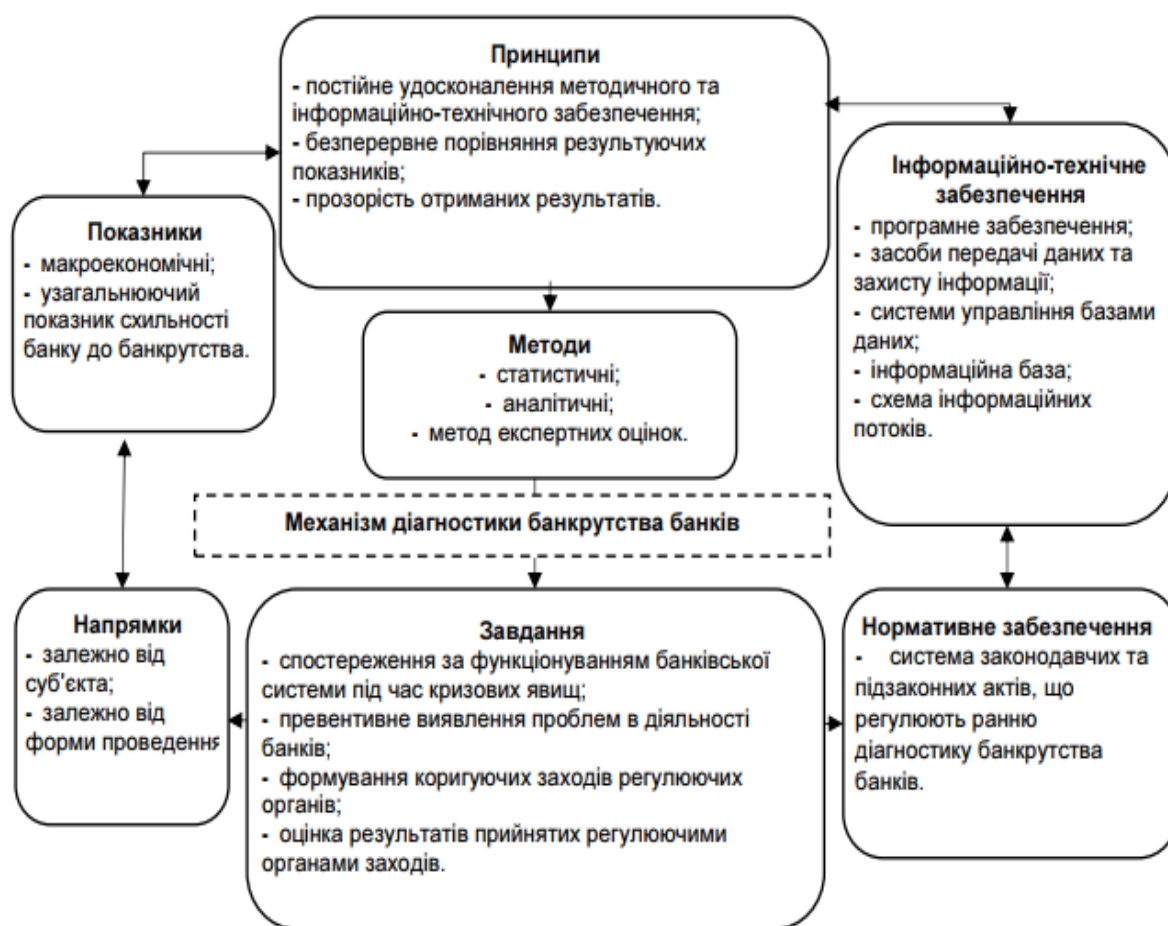 Принципи
- постійне удосконалення методичного та
інформаційно-технічного забезпечення;
- безперервне порівняння результуючих
показників;
- прозорість отриманих результатів.
Показники
- макроекономічні;
- узагальнюючий
показник схильності
банку до банкрутства.
Інформаційно-технічне
забезпечення
- програмне забезпечення;
- засоби передачі даних та
захисту інформації;
- системи управління базами
даних;
- інформаційна база;
- схема інформаційних
потоків.
Методи
- статистичні;
- аналітичні;
- метод експертних оцінок.
Механізм діагностики банкрутства банків
Напрямки
- залежно від
суб'єкта;
- залежно від
форми проведення
Завдання
- спостереження за функціонуванням банківської
системи під час кризових явищ;
- превентивне виявлення проблем в діяльності
банків;
- формування коригуючих заходів регулюючих
органів;
- оцінка результатів прийнятих регулюючими
органами заходів.
Нормативне забезпечення
- система законодавчих та
підзаконних актів, що
регулюють ранню
діагностику банкрутства
банків.